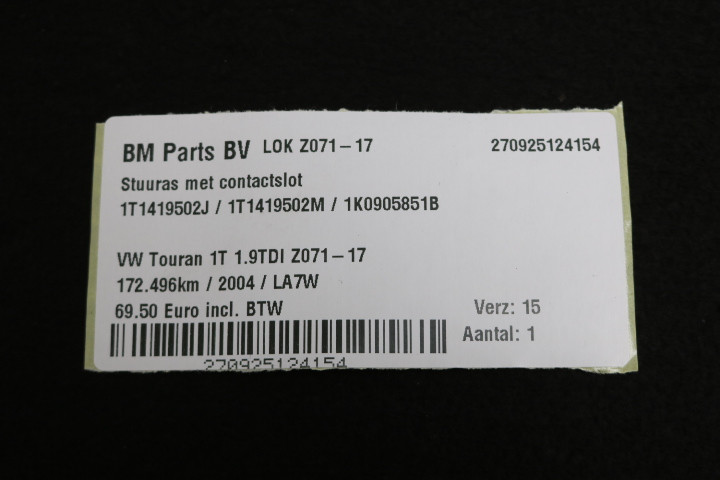 BM Parts BV LOK Z071-17 270925124154
Stuuras met contactslot
1T1419502J / 1T1419502M / 1K0905851B
VW Touran 1T 1.9TDI Z071-17
172.496km / 2004 / LA7W
69.50 Euro incl. BTW Verz: 15
Aantal: 1
270925124154